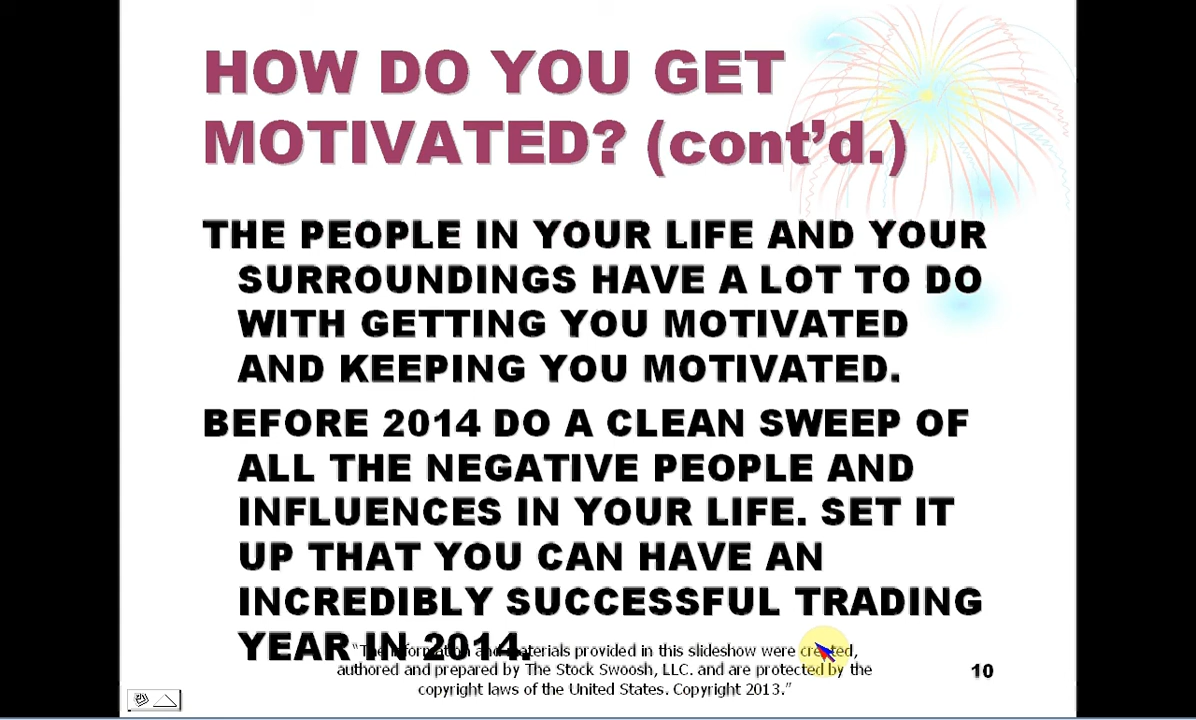 HOW DO YOU GET
MOTIVATED? (cont’d.)
THE PEOPLE IN YOUR LIFE AND YOUR
SURROUNDINGS HAVE A LOT TO DO
WITH GETTING YOU MOTIVATED
AND KEEPING YOU MOTIVATED.
BEFORE 2014 DO A CLEAN SWEEP OF
ALL THE NEGATIVE PEOPLE AND
INFLUENCES IN YOUR LIFE. SET IT
UP THAT YOU CAN HAVE AN
INCREDIBLY SUCCESSFUL TRADING
YEAR IN 2014.
“The information and materials provided in this slideshow were created,
authored and prepared by The Stock Swoosh, LLC. and are protected by the
copyright laws of the United States. Copyright 2013.”
10